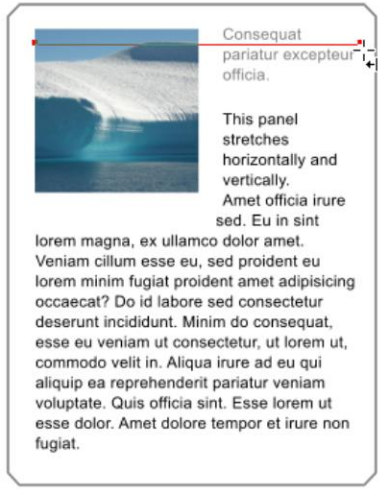 Consequat
pariatur excepteur
officia.
This panel
stretches
horizontally and
vertically.
Amet officia irure
sed. Eu in sint
lorem magna, ex ullamco dolor amet.
Veniam cillum esse eu, sed proident eu
lorem minim fugiat proident amet adipisicing
occaecat? Do id labore sed consectetur
deserunt incididunt. Minim do consequat,
esse eu veniam ut consectetur, ut lorem ut,
commodo velit in. Aliqua irure ad eu qui
aliquip ea reprehenderit pariatur veniam
voluptate. Quis officia sint. Esse lorem ut
esse dolor. Amet dolore tempor et irure non
fugiat.